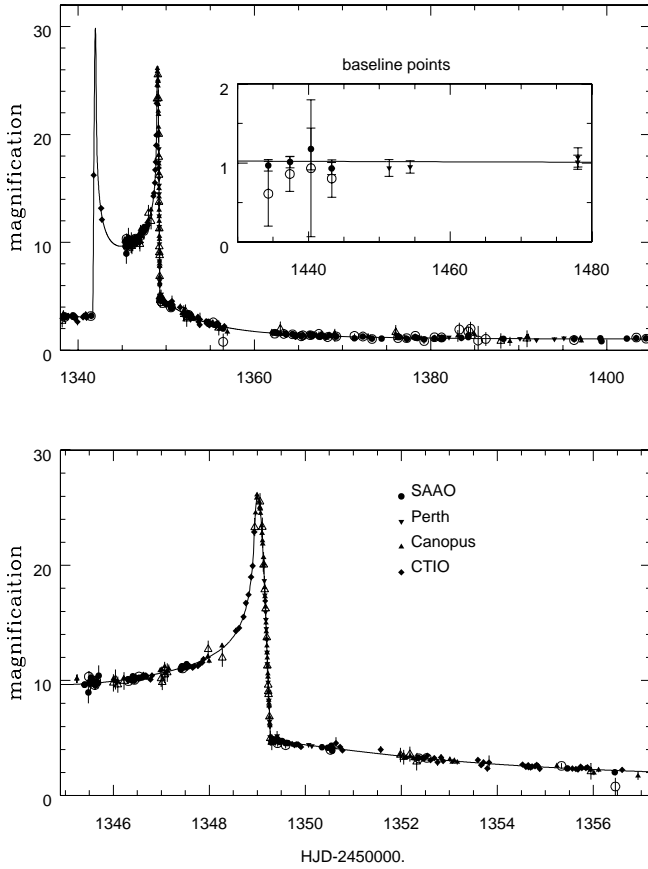 30
20
10
0
magnification
baseline points
2
1
0
1440 1460 1480
1340 1360 1380 1400
30
20
10
0
magnificaition
SAAO
Perth
Canopus
CTIO
1346 1348 1350 1352 1354 1356
HJD-2450000.